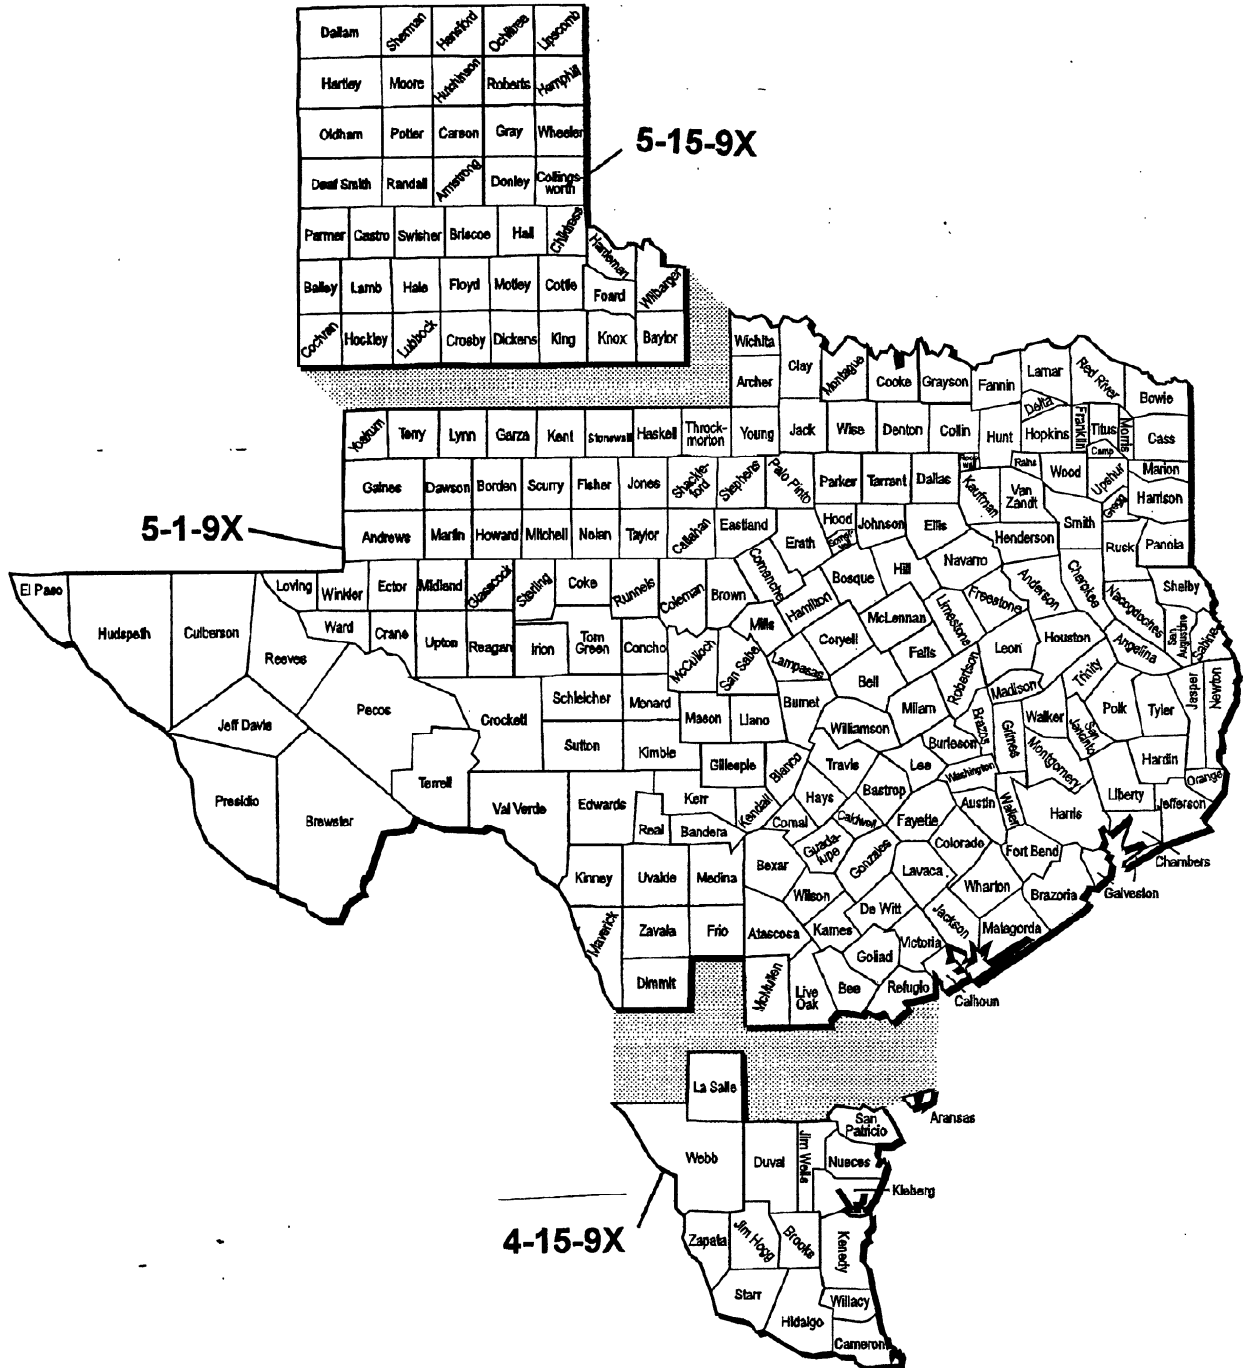 Dallam Sherman Hansford Ochiltree Lipscomb
Hartley Moore Hutchinson Roberts Hemphill
Oldham Potter Carson Gray Wheeler
5-15-9X
Deaf Smith Randall Armstrong Donley Collings-
worth
Parmer Castro Swisher Briscoe Hall Childress
Hardeman
Bailey Lamb Hale Floyd Motley Cottle Foard Wilbarger
Cochran Hockley Lubbock Crosby Dickens King Knox Baylor
Wichita
Clay Montague Cooke Grayson Fannin Lamar Red River Bowie
Archer
Delta
Yoakum Terry Lynn Garza Kent Stonewall Haskell Throck-
morton Young Jack Wise Denton Collin Hunt Hopkins Franklin Titus Morris Cass
Camp
Rock
wall
Rains
Gaines Dawson Borden Scurry Fisher Jones Shackle-
ford Stephens Palo Pinto Parker Tarrant Dallas Kaufman Van
Zandt Wood Upshur Marion
Gregg Harrison
5-1-9X
Andrews Martin Howard Mitchell Nolan Taylor Callahan Eastland Erath Hood Johnson Ellis Henderson Smith Rusk Panola
El Paso Hudspeth Culberson Loving Winkler Ector Midland Glasscock Sterling Coke Runnels Coleman Brown Comanche Bosque Hill Navarro Anderson Cherokee Nacogdoches Shelby
Hamilton McLennan Limestone Freestone
San
Augustine Sabine
Reeves Ward Crane Upton Reagan Irion Tom
Green Concho McCulloch San Saba Mills Lampasas Coryell Falls Robertson Leon Houston Angelina
Trinity
Jeff Davis Pecos Crockett Schleicher Menard Mason Llano Burnet Bell Milam Brazos Madison Walker San
Jacinto Polk Tyler Jasper Newton
Sutton Kimble Williamson Burleson Grimes Montgomery Hardin
Presidio Brewster Terrell Val Verde Edwards Gillespie Blanco Travis Lee Washington Liberty Orange
Kerr Kendall Hays Bastrop Austin Waller Harris Jefferson
Real Bandera Comal Caldwell Fayette
Guada-
lupe Gonzales Colorado Fort Bend Chambers
Kinney Uvalde Medina Bexar Lavaca Wharton Brazoria Galveston
Wilson De Witt
Maverick Zavala Frio Atascosa Karnes Victoria Jackson Matagorda
Goliad
Dimmit McMullen Live
Oak Bee Refugio Calhoun
La Salle
Aransas
San
Patricio
Webb Duval Jim Wells Nueces
Kleberg
4-15-9X
Zapata Jim Hogg Brooks Kenedy
Starr Hidalgo Willacy
Cameron